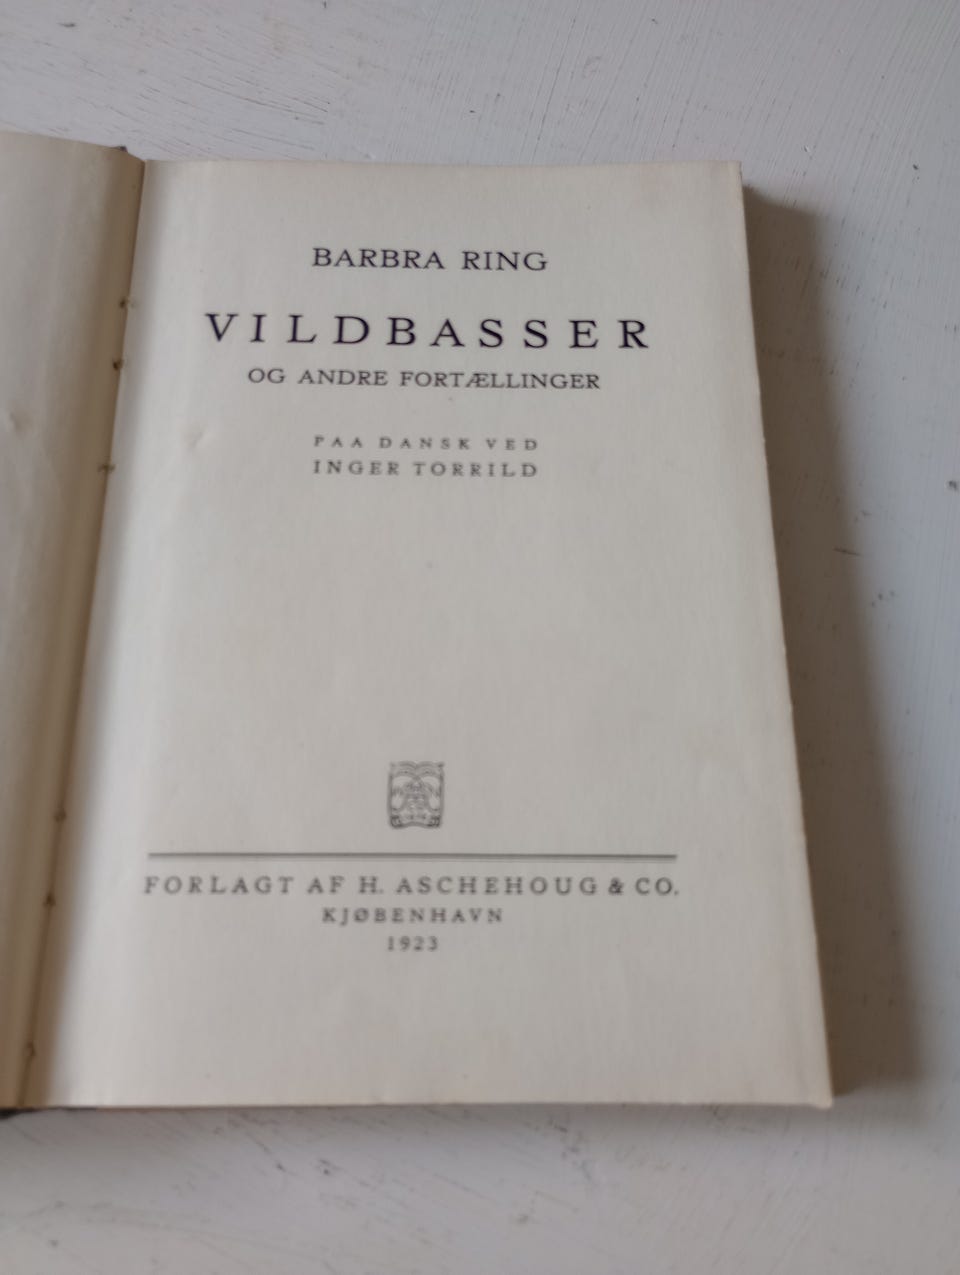 BARBRA RING
VILDBASSER
OG ANDRE FORTÆLLINGER
PAA DANSK VED
INGER TORRILD
FORLAGT AF H. ASCHEHOUG & CO.
KJØBENHAVN
1923